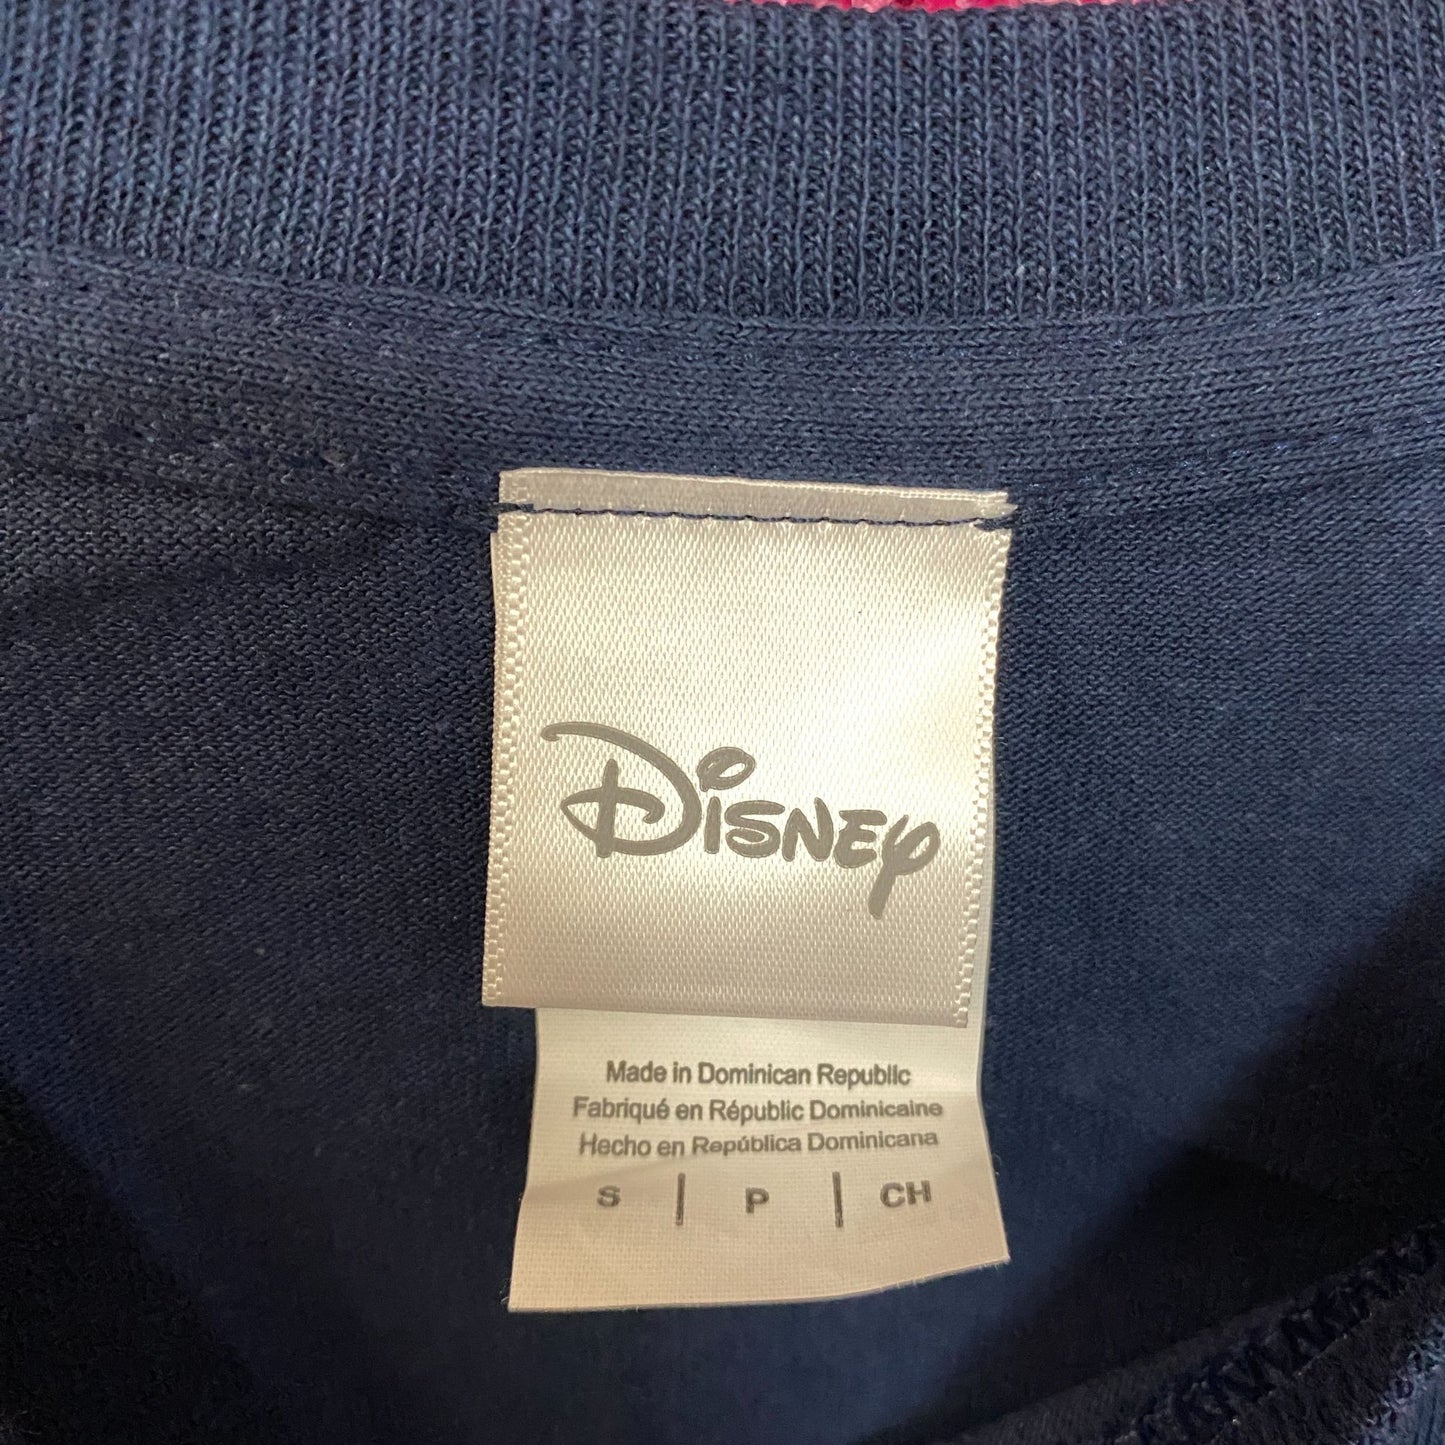 Disney
Made in Dominican Republic
Fabriqué en Républic Dominicaine
Hecho en República Dominicana
S | P | CH